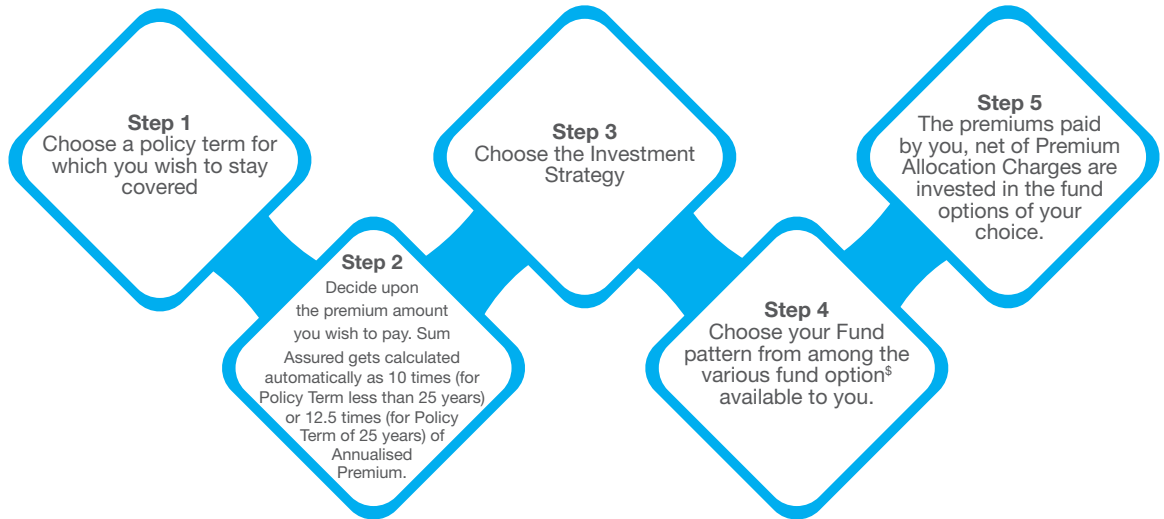 Step 1
Choose a policy term for
which you wish to stay
covered
Step 2
Decide upon
the premium amount
you wish to pay. Sum
Assured gets calculated
automatically as 10 times (for
Policy Term less than 25 years)
or 12.5 times (for Policy
Term of 25 years) of
Annualised
Premium.
Step 3
Choose the Investment
Strategy
Step 4
Choose your Fund
pattern from among the
various fund option$
available to you.
Step 5
The premiums paid
by you, net of Premium
Allocation Charges are
invested in the fund
options of your
choice.